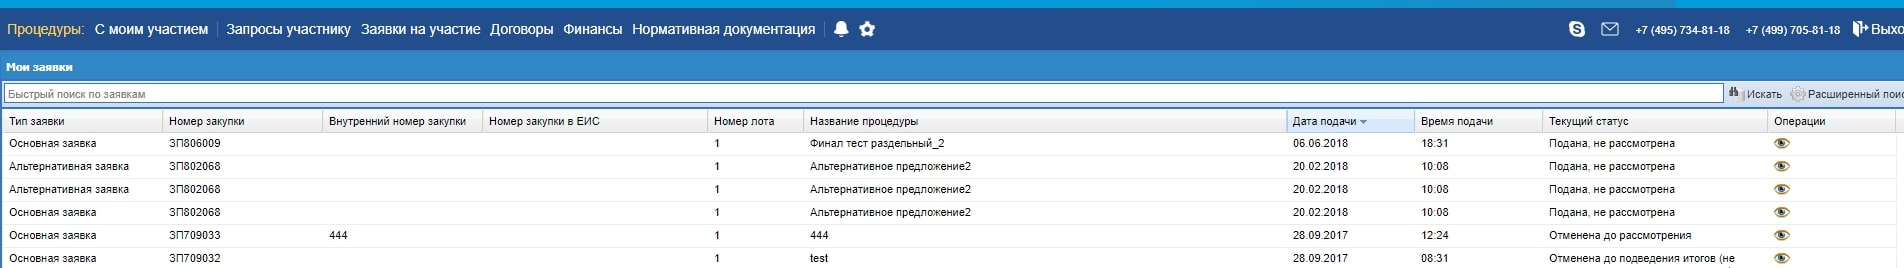 Процедуры: С моим участием Запросы участнику Заявки на участие Договоры Финансы Нормативная документация +7 (495) 734-81-18 +7 (499) 705-81-18 Выхо
Мои заявки
Быстрый поиск по заявкам Искать Расширенный поис
Тип заявки Номер закупки Внутренний номер закупки Номер закупки в ЕИС Номер лота Название процедуры Дата подачи Время подачи Текущий статус Операции
Основная заявка ЗП806009 1 Финал тест раздельный_2 06.06.2018 18:31 Подана, не рассмотрена
Альтернативная заявка ЗП802068 1 Альтернативное предложение2 20.02.2018 10:08 Подана, не рассмотрена
Альтернативная заявка ЗП802068 1 Альтернативное предложение2 20.02.2018 10:08 Подана, не рассмотрена
Основная заявка ЗП802068 1 Альтернативное предложение2 20.02.2018 10:08 Подана, не рассмотрена
Основная заявка ЗП709033 444 1 444 28.09.2017 12:24 Отменена до рассмотрения
Основная заявка ЗП709032 1 test 28.09.2017 08:31 Отменена до подведения итогов (не